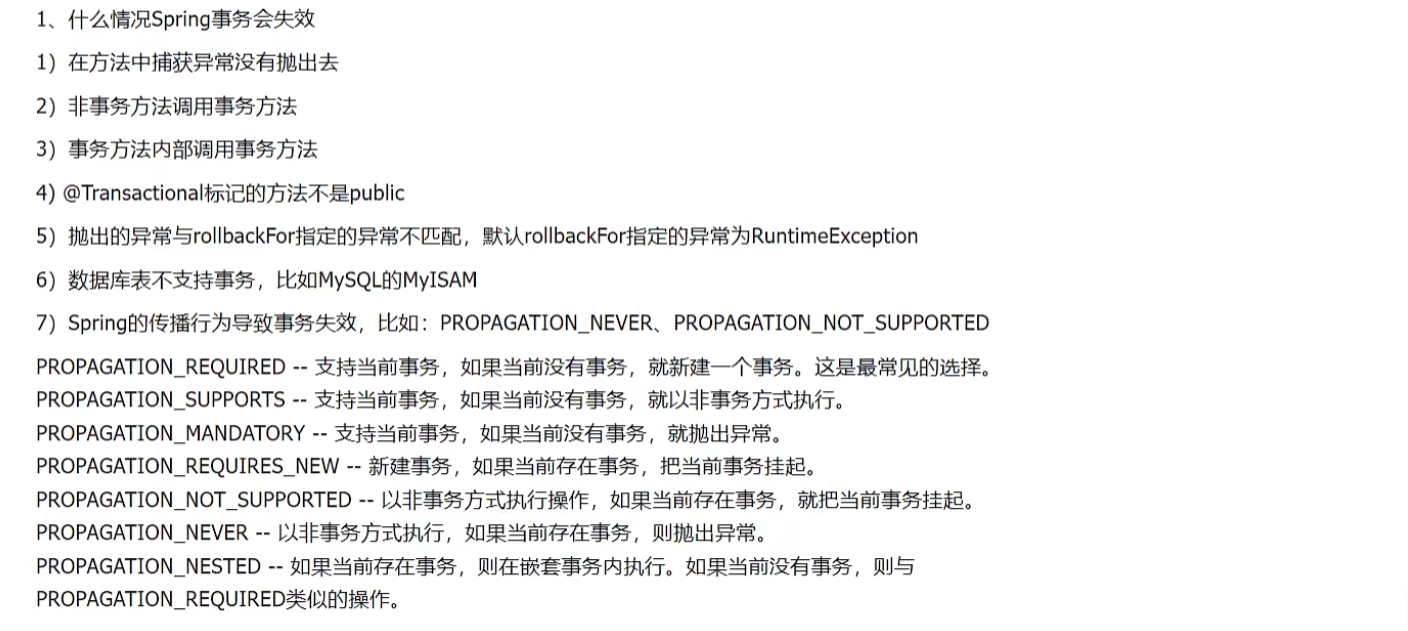 1、什么情况Spring事务会失效
1）在方法中捕获异常没有抛出去
2）非事务方法调用事务方法
3）事务方法内部调用事务方法
4) @Transactional标记的方法不是public
5）抛出的异常与rollbackFor指定的异常不匹配，默认rollbackFor指定的异常为RuntimeException
6）数据库表不支持事务，比如MySQL的MyISAM
7）Spring的传播行为导致事务失效，比如：PROPAGATION_NEVER、PROPAGATION_NOT_SUPPORTED
PROPAGATION_REQUIRED -- 支持当前事务，如果当前没有事务，就新建一个事务。这是最常见的选择。
PROPAGATION_SUPPORTS -- 支持当前事务，如果当前没有事务，就以非事务方式执行。
PROPAGATION_MANDATORY -- 支持当前事务，如果当前没有事务，就抛出异常。
PROPAGATION_REQUIRES_NEW -- 新建事务，如果当前存在事务，把当前事务挂起。
PROPAGATION_NOT_SUPPORTED -- 以非事务方式执行操作，如果当前存在事务，就把当前事务挂起。
PROPAGATION_NEVER -- 以非事务方式执行，如果当前存在事务，则抛出异常。
PROPAGATION_NESTED -- 如果当前存在事务，则在嵌套事务内执行。如果当前没有事务，则与
PROPAGATION_REQUIRED类似的操作。